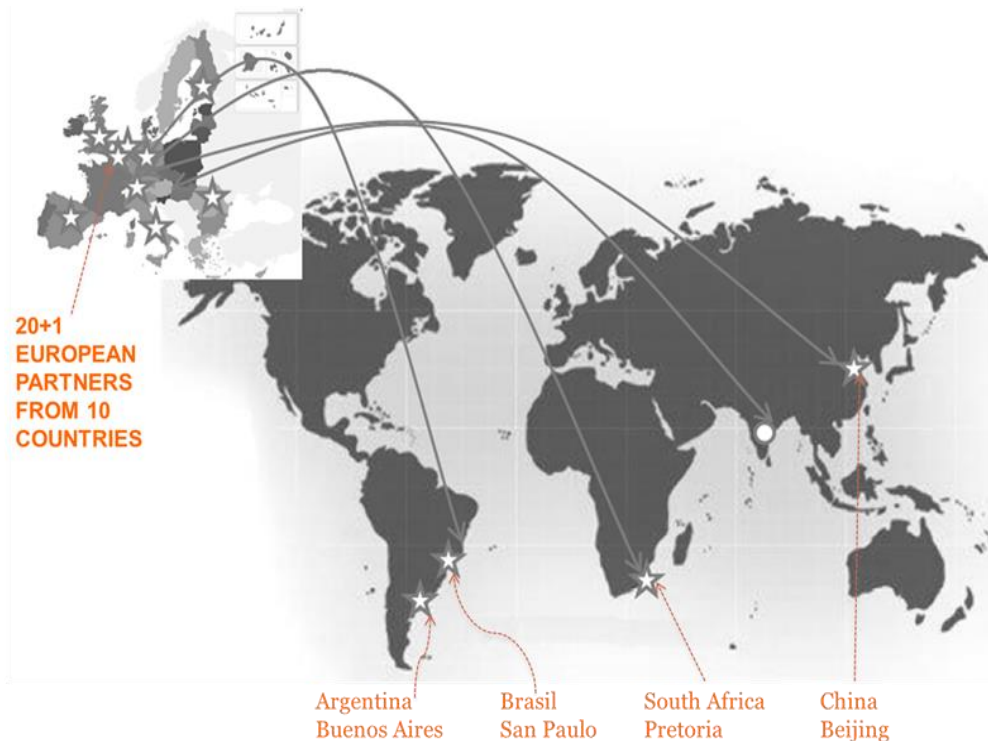 20+1
EUROPEAN
PARTNERS
FROM 10
COUNTRIES
Argentina
Buenos Aires
Brasil
San Paulo
South Africa
Pretoria
China
Beijing